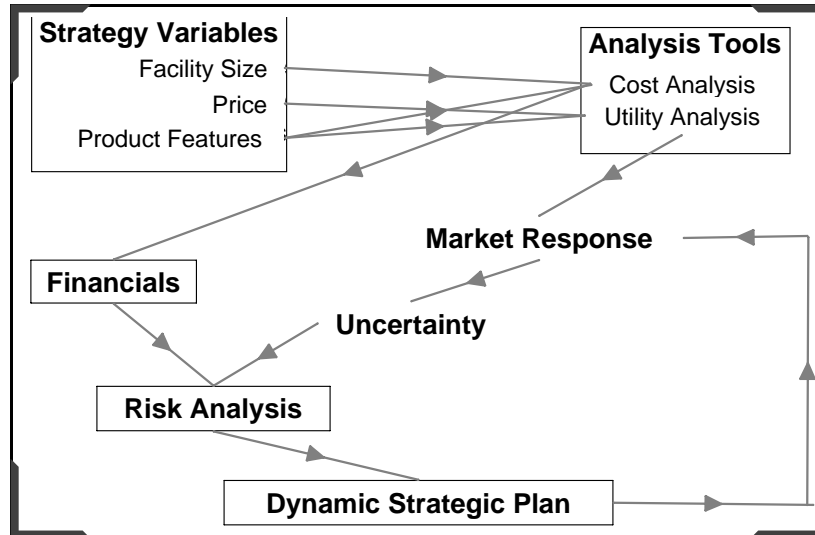 Strategy Variables
Facility Size
Price
Product Features
Analysis Tools
Cost Analysis
Utility Analysis
Market Response
Financials
Uncertainty
Risk Analysis
Dynamic Strategic Plan